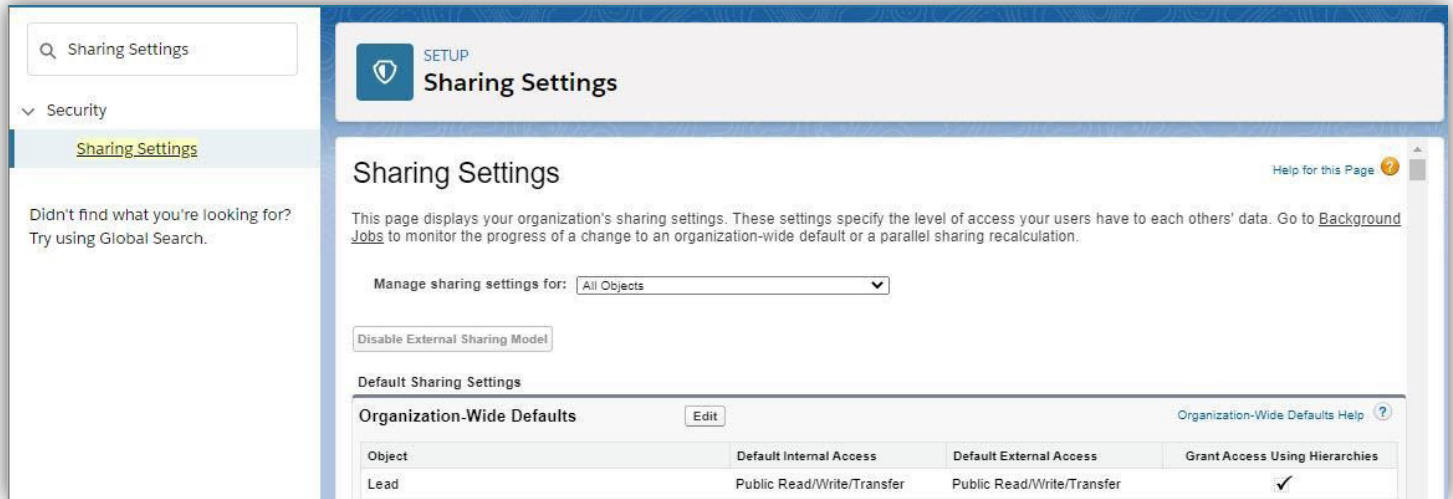 Sharing Settings
Security
Sharing Settings
Didn't find what you're looking for?
Try using Global Search.
SETUP
Sharing Settings
Sharing Settings
Help for this Page ?
This page displays your organization's sharing settings. These settings specify the level of access your users have to each others' data. Go to Background
Jobs to monitor the progress of a change to an organization-wide default or a parallel sharing recalculation.
Manage sharing settings for: All Objects
Disable External Sharing Model
Default Sharing Settings
Organization-Wide Defaults Edit Organization-Wide Defaults Help ?
Object Default Internal Access Default External Access Grant Access Using Hierarchies
Lead Public Read/Write/Transfer Public Read/Write/Transfer ✓